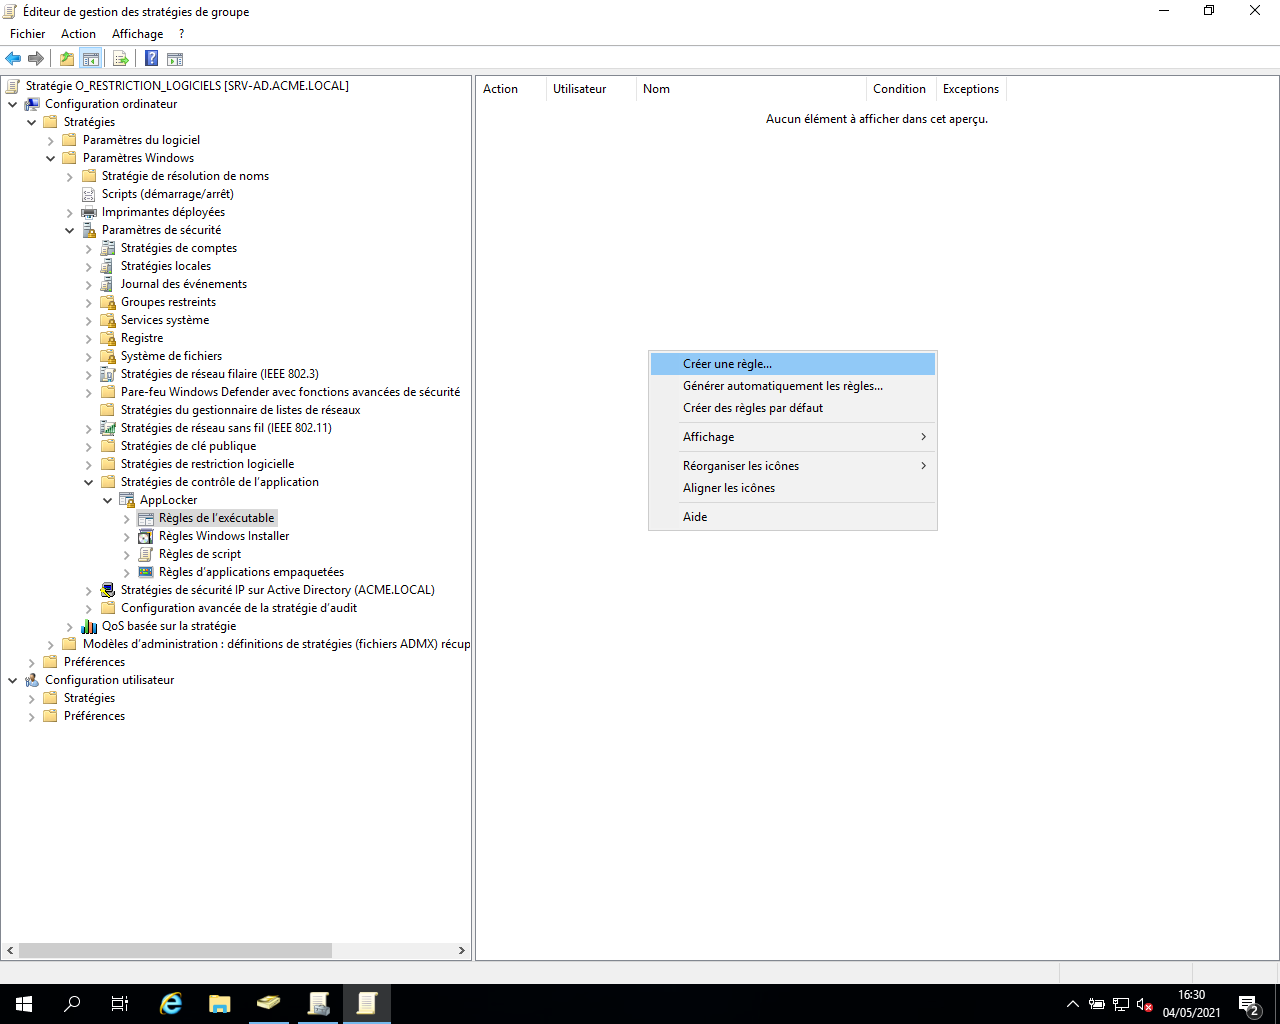 Éditeur de gestion des stratégies de groupe
Fichier Action Affichage ?
Stratégie O_RESTRICTION_LOGICIELS [SRV-AD.ACME.LOCAL]
Configuration ordinateur
Stratégies
Paramètres du logiciel
Paramètres Windows
Stratégie de résolution de noms
Scripts (démarrage/arrêt)
Imprimantes déployées
Paramètres de sécurité
Stratégies de comptes
Stratégies locales
Journal des événements
Groupes restreints
Services système
Registre
Système de fichiers
Stratégies de réseau filaire (IEEE 802.3)
Pare-feu Windows Defender avec fonctions avancées de sécurité
Stratégies du gestionnaire de listes de réseaux
Stratégies de réseau sans fil (IEEE 802.11)
Stratégies de clé publique
Stratégies de restriction logicielle
Stratégies de contrôle de l'application
AppLocker
Règles de l'exécutable
Règles Windows Installer
Règles de script
Règles d'applications empaquetées
Stratégies de sécurité IP sur Active Directory (ACME.LOCAL)
Configuration avancée de la stratégie d'audit
QoS basée sur la stratégie
Modèles d'administration : définitions de stratégies (fichiers ADMX) récup
Préférences
Configuration utilisateur
Stratégies
Préférences
Action Utilisateur Nom Condition Exceptions
Aucun élément à afficher dans cet aperçu.
Créer une règle...
Générer automatiquement les règles...
Créer des règles par défaut
Affichage
Réorganiser les icônes
Aligner les icônes
Aide
16:30
04/05/2021
2